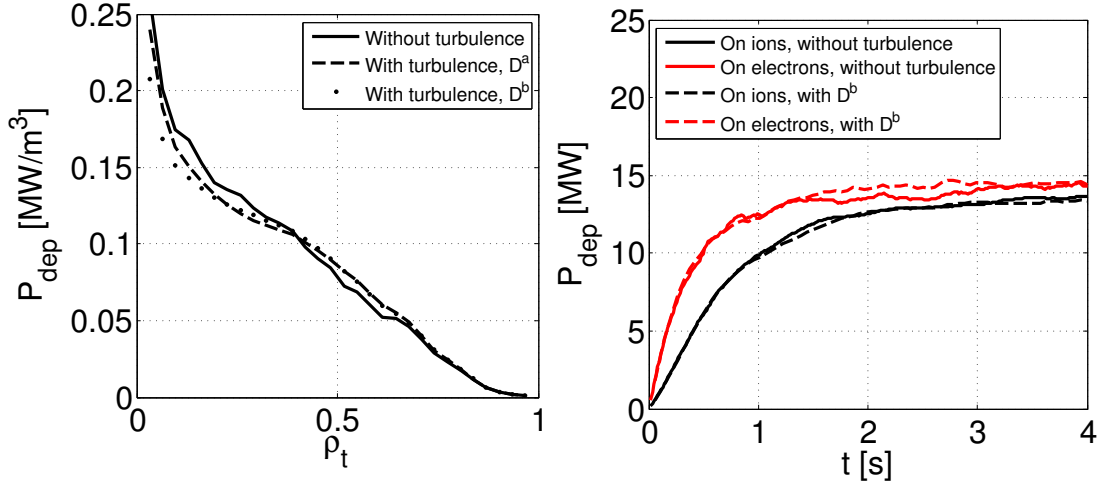 0.25
0.2
0.15
0.1
0.05
0
0
0.5
1
P_dep [MW/m^3]
ρ_t
Without turbulence
With turbulence, D^a
With turbulence, D^b
25
20
15
10
5
0
0
1
2
3
4
P_dep [MW]
t [s]
On ions, without turbulence
On electrons, without turbulence
On ions, with D^b
On electrons, with D^b